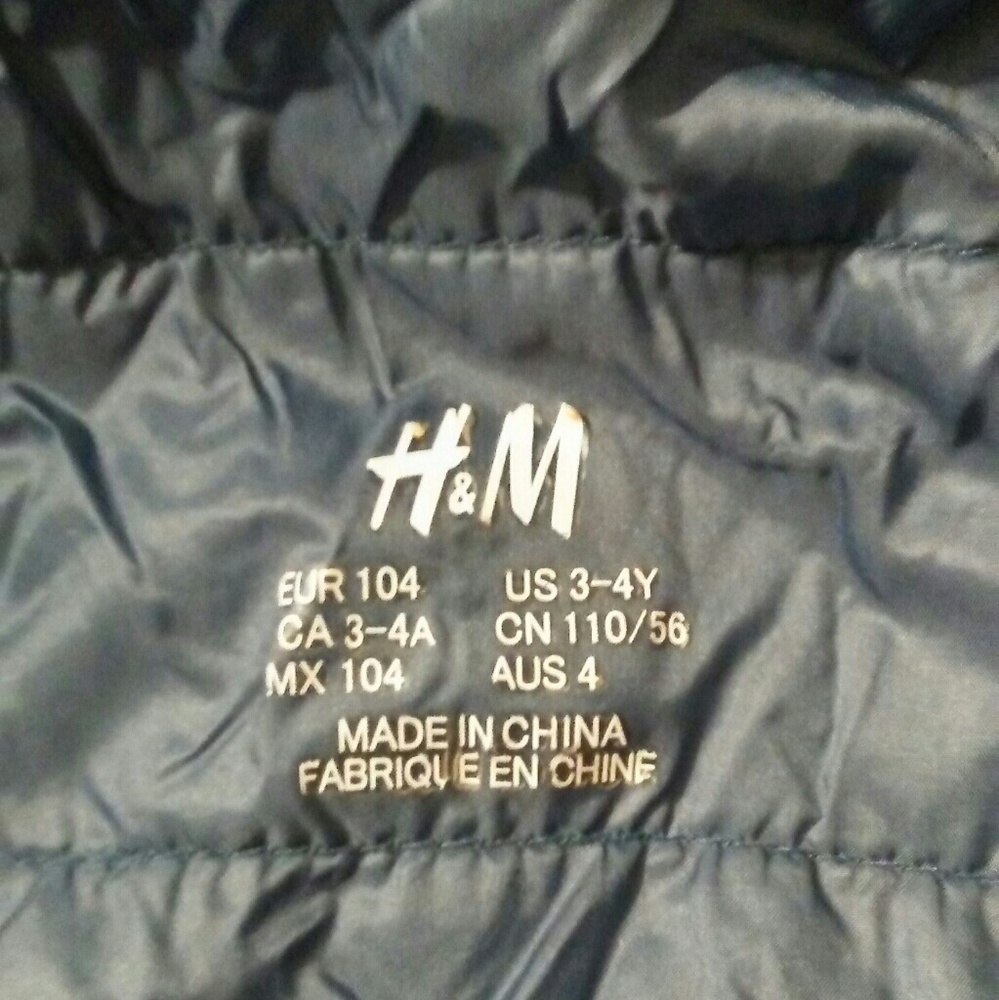 H&M
EUR 104 US 3-4Y
CA 3-4A CN 110/56
MX 104 AUS 4
MADE IN CHINA
FABRIQUE EN CHINE